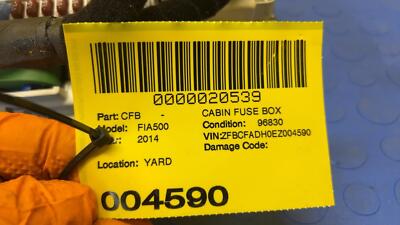 0000020539
Part: CFB - CABIN FUSE BOX
Model: FIA500 Condition: 96830
2014 VIN:ZFBCFADH0EZ004590
Damage Code:
Location: YARD
004590